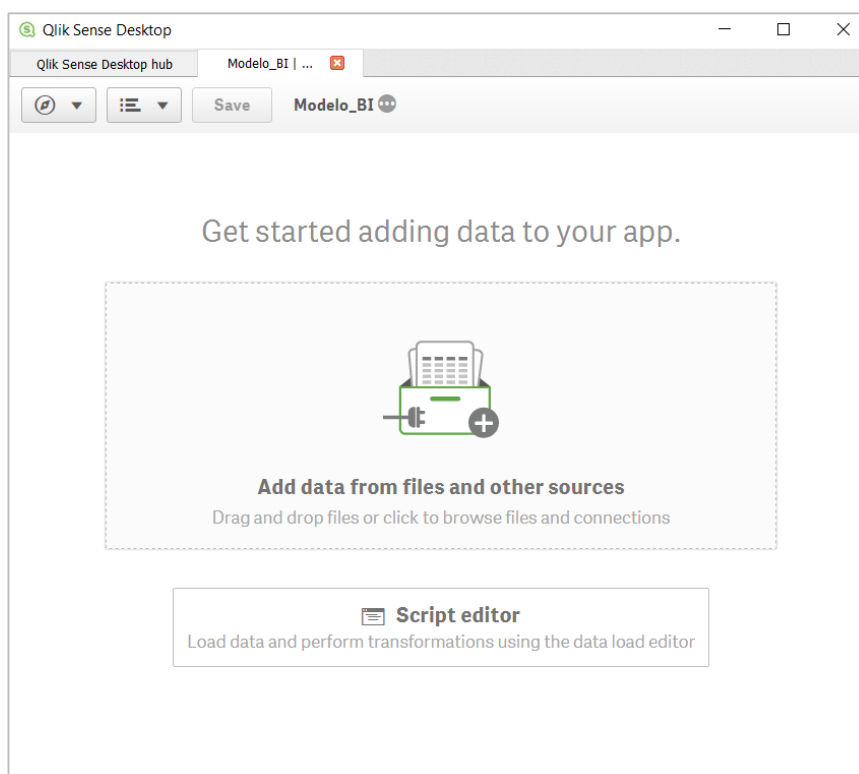 Qlik Sense Desktop
Qlik Sense Desktop hub
Modelo_BI | ...
Save
Modelo_BI
Get started adding data to your app.
Add data from files and other sources
Drag and drop files or click to browse files and connections
Script editor
Load data and perform transformations using the data load editor